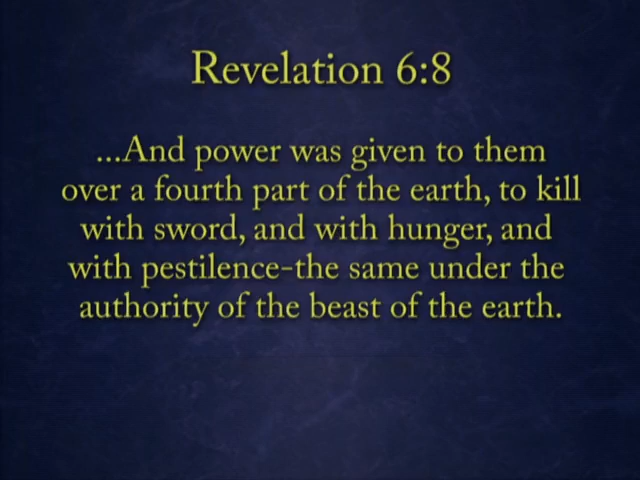 Revelation 6:8
...And power was given to them
over a fourth part of the earth, to kill
with sword, and with hunger, and
with pestilence-the same under the
authority of the beast of the earth.